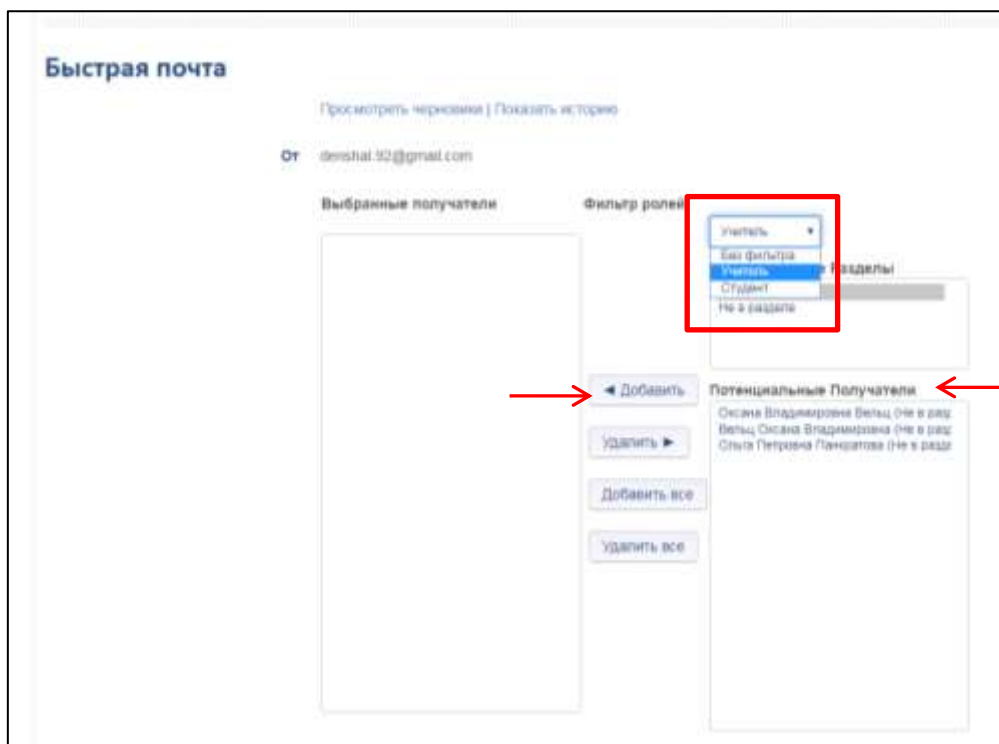 Быстрая почта
Просмотреть черновики | Показать историю
От denshal.92@gmail.com
Выбранные получатели
Фильтр ролей
Учитель
Без фильтра
Учитель
Студент
е Разделы
Не в разделе
◄ Добавить
Удалить ►
Добавить все
Удалить все
Потенциальные Получатели
Оксана Владимировна Вельц (Не в разд
Вельц Оксана Владимировна (Не в разд
Ольга Петровна Панкратова (Не в разде